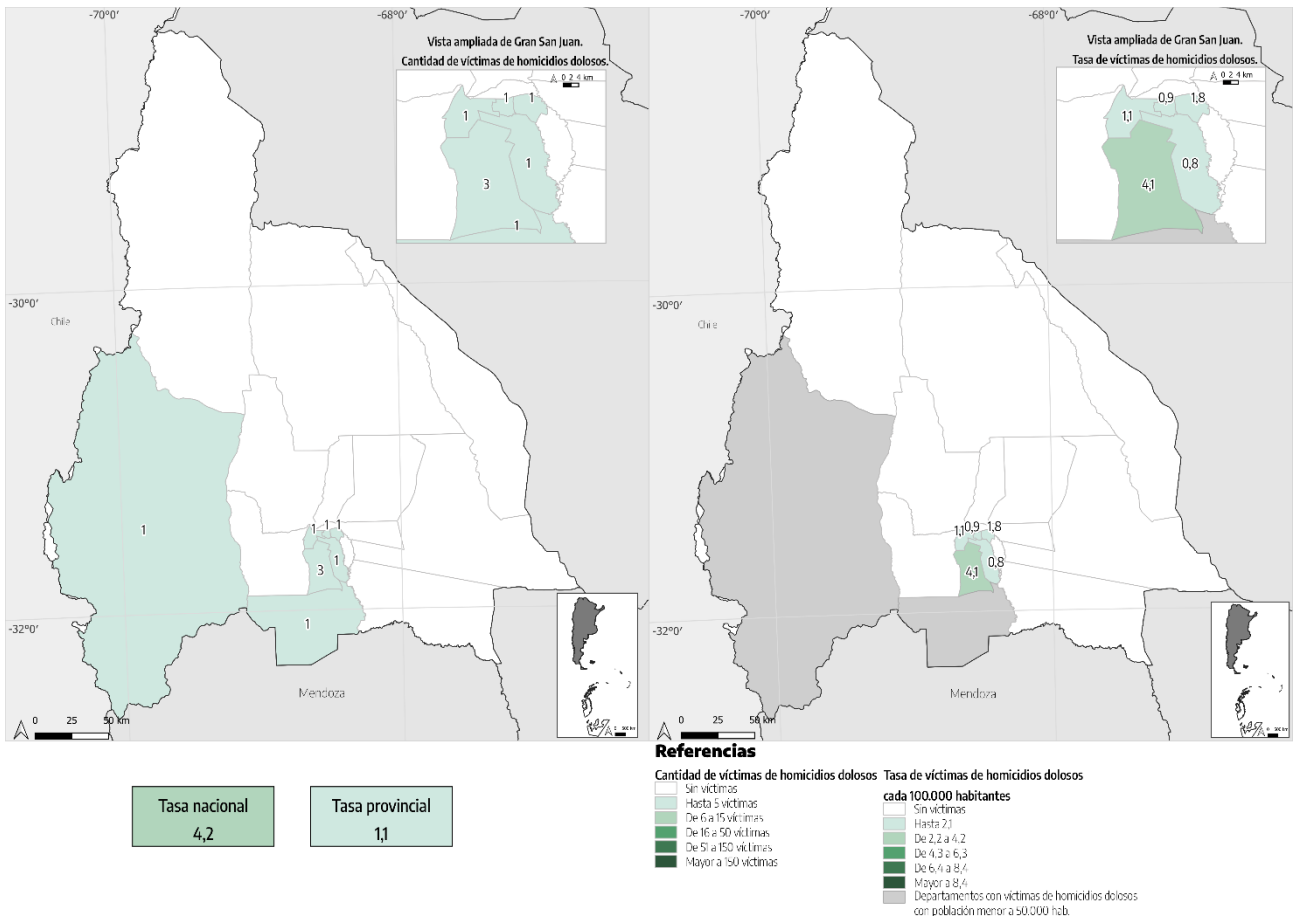 -70°0'
-68°0'
Vista ampliada de Gran San Juan.
Cantidad de víctimas de homicidios dolosos.
0 2 4 km
1
1
1
1
3
1
-30°0'
Chile
1
1
1
1
1
3
1
-32°0'
Mendoza
0 25 50 km
-70°0'
-68°0'
Vista ampliada de Gran San Juan.
Tasa de víctimas de homicidios dolosos.
0 2 4 km
0,9
1,8
1,1
0,8
4,1
-30°0'
Chile
1,1
0,9
1,8
0,8
4,1
-32°0'
Mendoza
0 25 50 km
Tasa nacional
4,2
Tasa provincial
1,1
Referencias
Cantidad de víctimas de homicidios dolosos
Sin víctimas
Hasta 5 víctimas
De 6 a 15 víctimas
De 16 a 50 víctimas
De 51 a 150 víctimas
Mayor a 150 víctimas
Tasa de víctimas de homicidios dolosos
cada 100.000 habitantes
Sin víctimas
Hasta 2,1
De 2,2 a 4,2
De 4,3 a 6,3
De 6,4 a 8,4
Mayor a 8,4
Departamentos con víctimas de homicidios dolosos
con población menor a 50.000 hab.